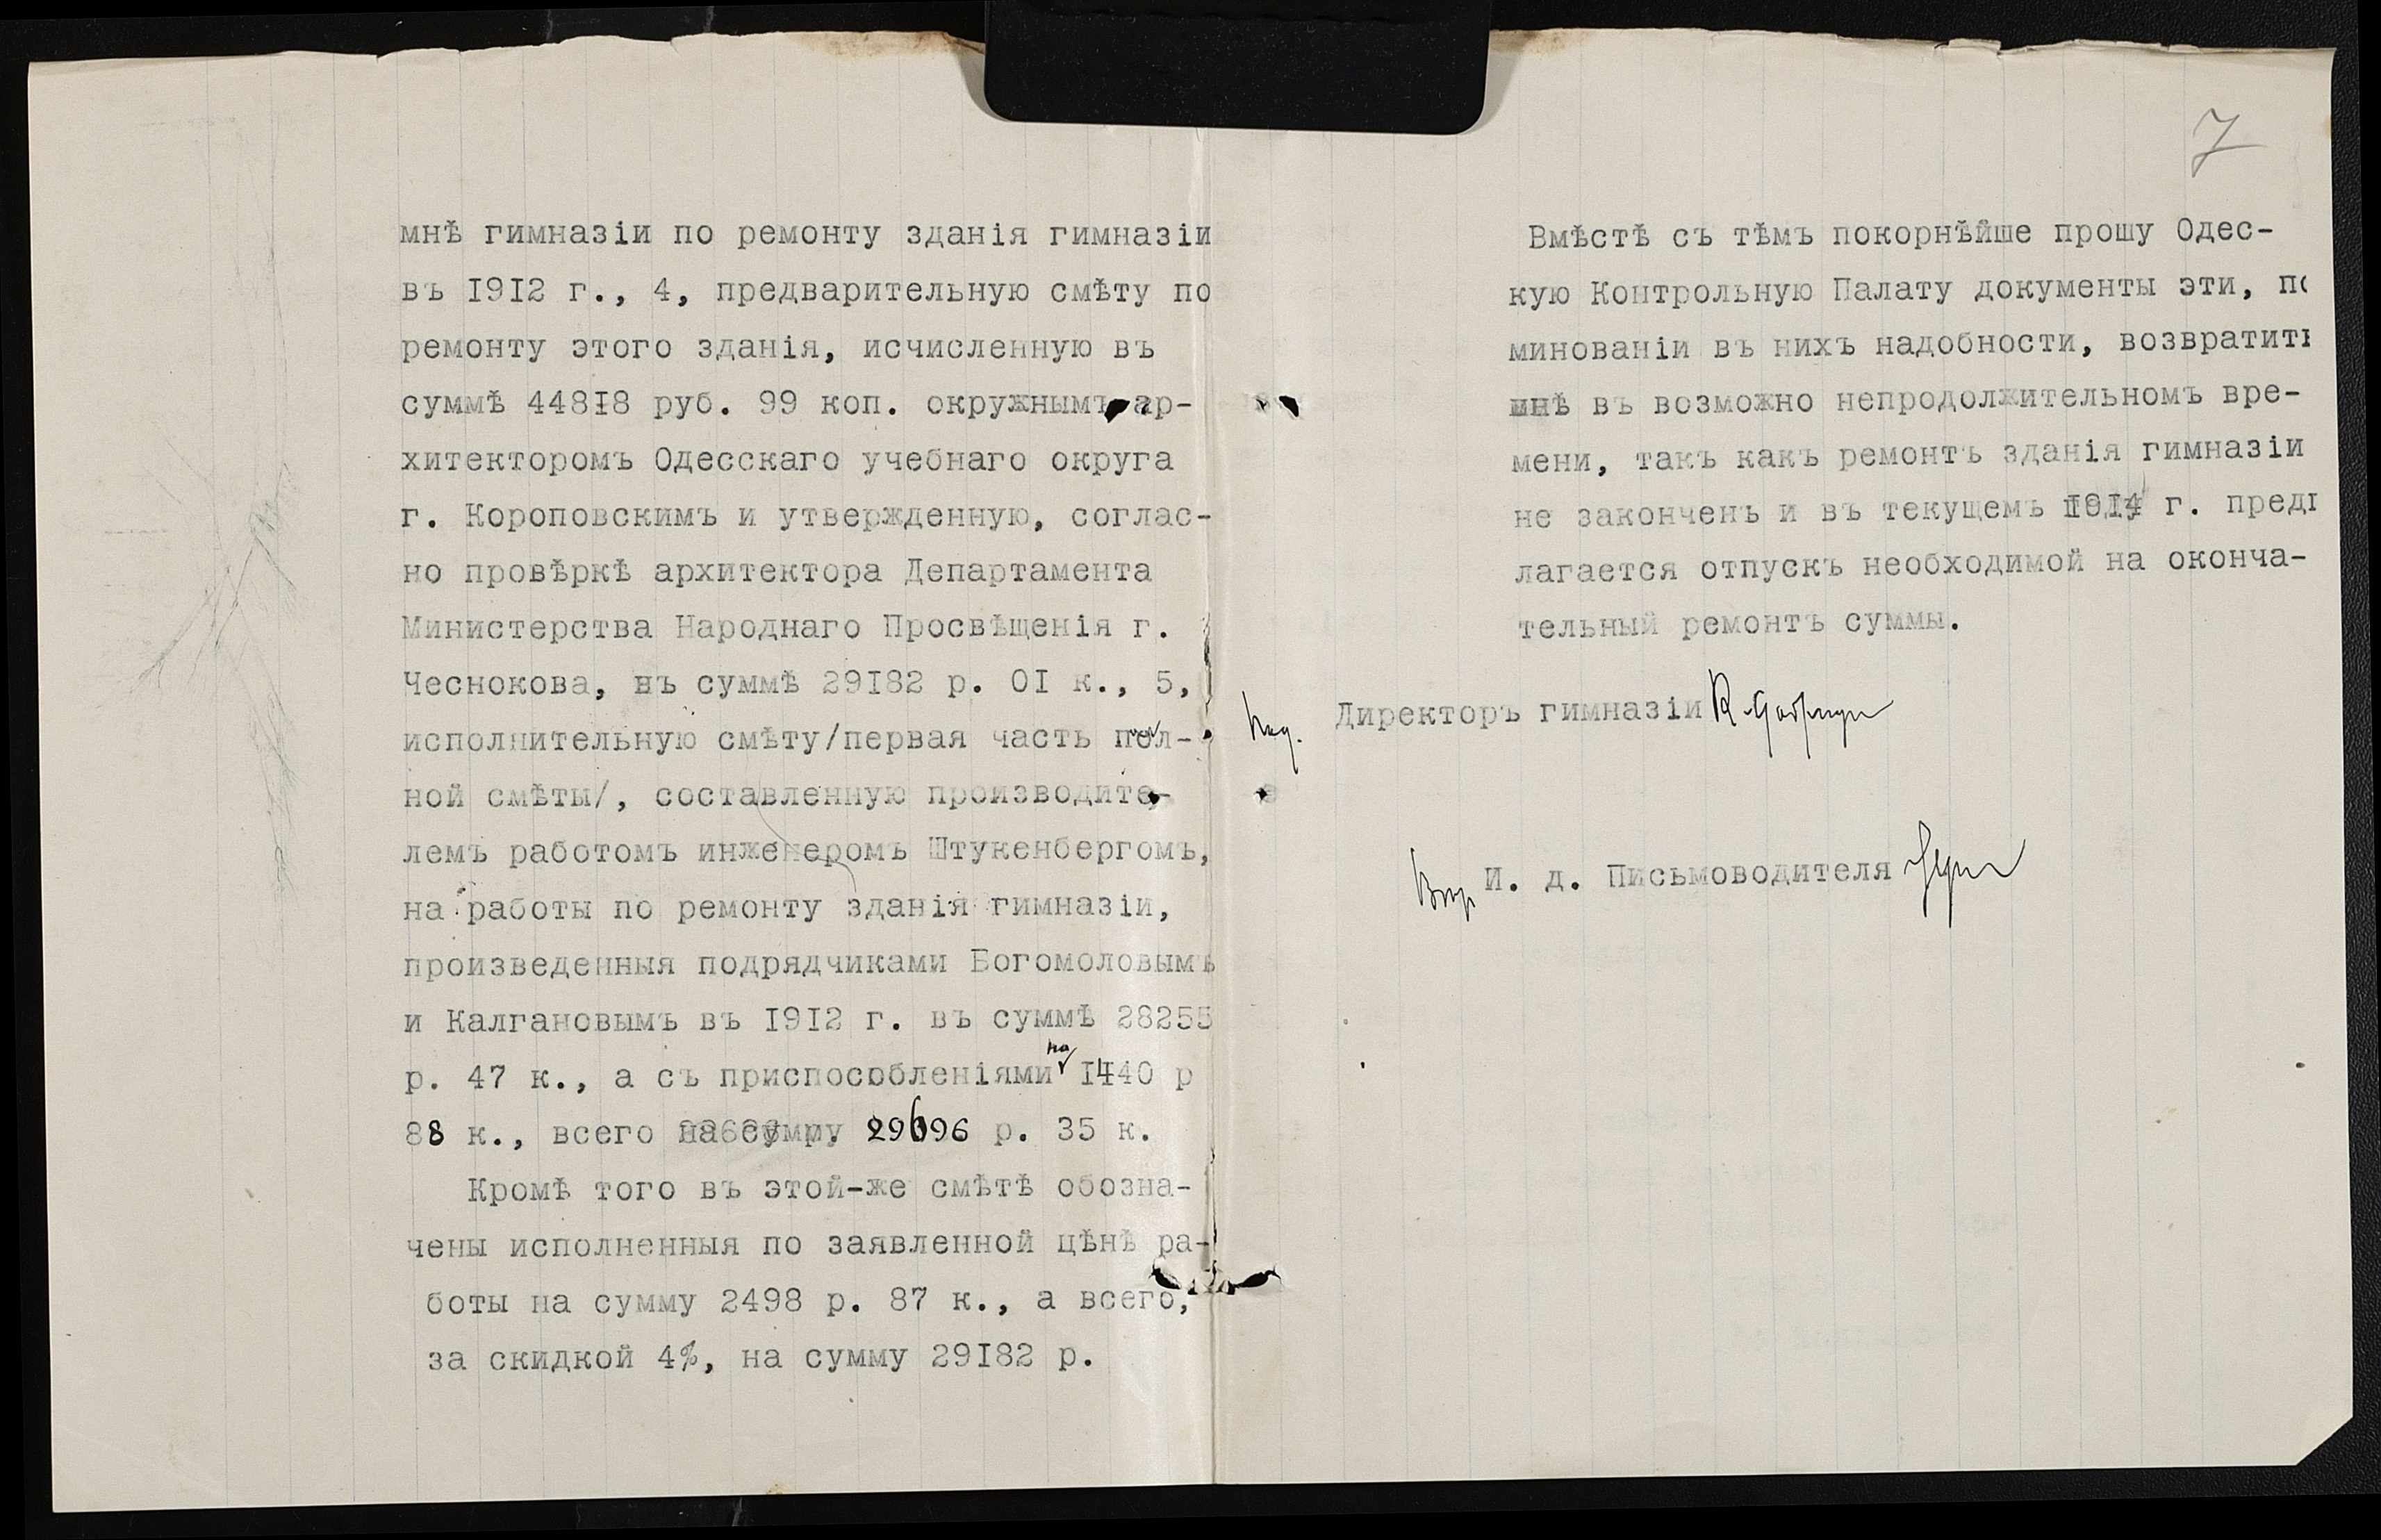 мнѣ гимназіи по ремонту зданія гимназіи
въ 1912 г., 4, предварительную смѣту по
ремонту этого зданія, исчисленную въ
суммѣ 44818 руб. 99 коп. окружнымъ ар-
хитекторомъ Одесскаго учебнаго округа
г. Короповскимъ и утвержденную, соглас-
но провѣркѣ архитектора Департамента
Министерства Народнаго Просвѣщенія г.
Чеснокова, въ суммѣ 29182 р. 01 к., 5,
исполнительную смѣту/первая часть пол-
ной смѣты/, составленную производите-
лемъ работомъ инженеромъ Штукенбергомъ,
на работы по ремонту зданія гимназіи,
произведенныя подрядчиками Богомоловымъ
и Калгановымъ въ 1912 г. въ суммѣ 28255
р. 47 к., а съ приспособленіями на 1440 р
88 к., всего на сумму 29696 р. 35 к.
Кромѣ того въ этой-же смѣтѣ обозна-
чены исполненныя по заявленной цѣнѣ ра-
боты на сумму 2498 р. 87 к., а всего,
за скидкой 4%, на сумму 29182 р.
7
Вмѣстѣ съ тѣмъ покорнѣйше прошу Одес-
кую Контрольную Палату документы эти, по
минованіи въ нихъ надобности, возвратить
мнѣ въ возможно непродолжительномъ вре-
мени, такъ какъ ремонтъ зданія гимназіи
не законченъ и въ текущемъ 1914 г. предп
лагается отпускъ необходимой на оконча-
тельный ремонтъ суммы.
Директоръ гимназіи
И. д. Письмоводителя